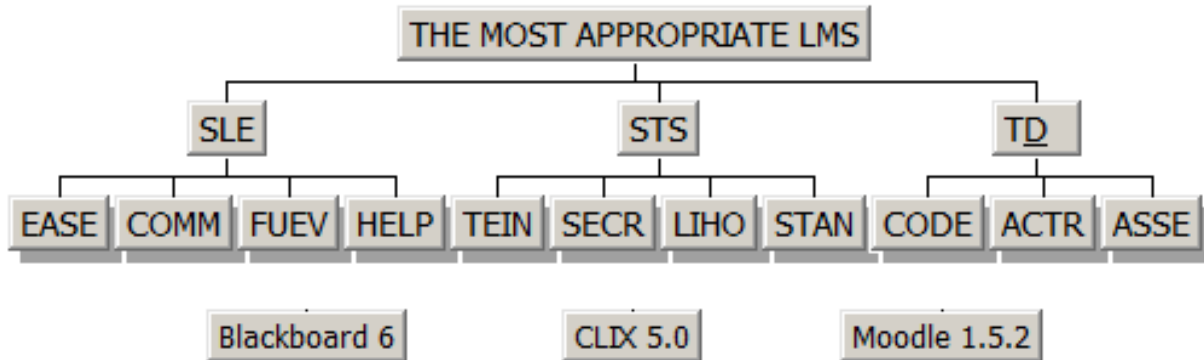 THE MOST APPROPRIATE LMS
SLE STS TD
EASE COMM FUEV HELP TEIN SECR LIHO STAN CODE ACTR ASSE
Blackboard 6 CLIX 5.0 Moodle 1.5.2